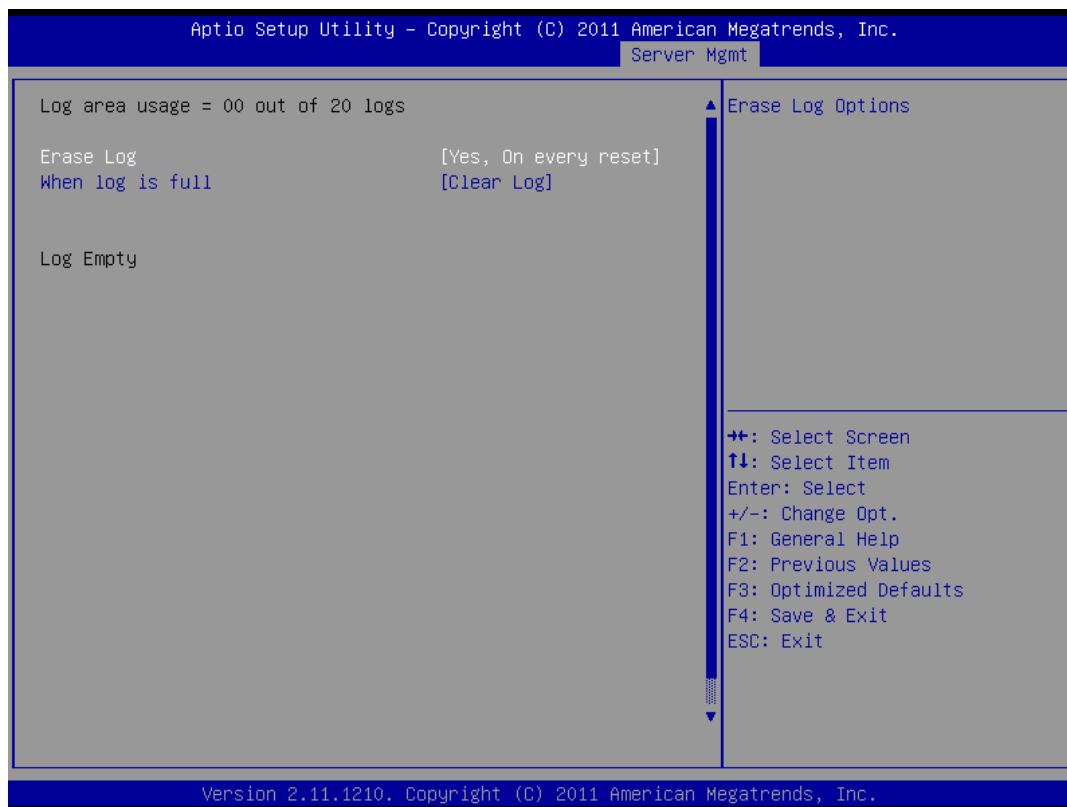 Aptio Setup Utility – Copyright (C) 2011 American Megatrends, Inc.
Server Mgmt
Log area usage = 00 out of 20 logs
Erase Log [Yes, On every reset]
When log is full [Clear Log]
Log Empty
Erase Log Options
→←: Select Screen
↑↓: Select Item
Enter: Select
+/-: Change Opt.
F1: General Help
F2: Previous Values
F3: Optimized Defaults
F4: Save & Exit
ESC: Exit
Version 2.11.1210. Copyright (C) 2011 American Megatrends, Inc.